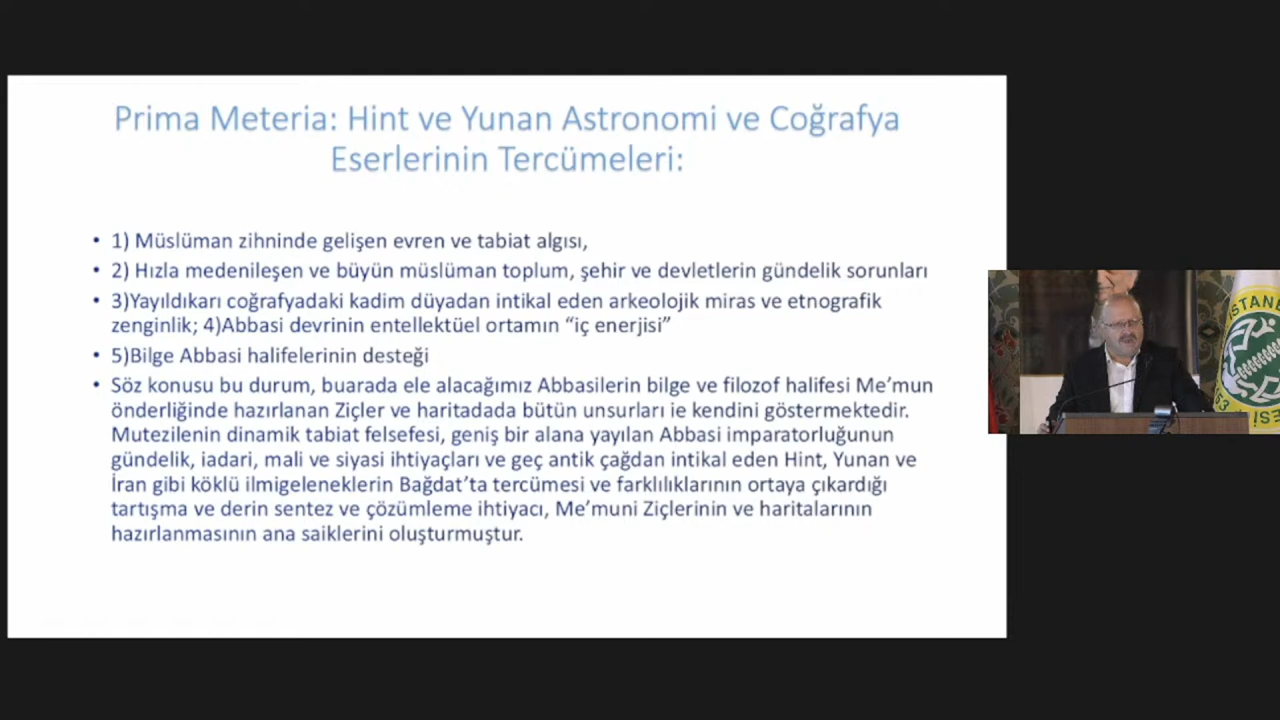 Prima Meteria: Hint ve Yunan Astronomi ve Coğrafya
Eserlerinin Tercümeleri:
• 1) Müslüman zihninde gelişen evren ve tabiat algısı,
• 2) Hızla medenileşen ve büyün müslüman toplum, şehir ve devletlerin gündelik sorunları
• 3)Yayıldıkarı coğrafyadaki kadim düyadan intikal eden arkeolojik miras ve etnografik
zenginlik; 4)Abbasi devrinin entellektüel ortamın “iç enerjisi”
• 5)Bilge Abbasi halifelerinin desteği
• Söz konusu bu durum, buarada ele alacağımız Abbasilerin bilge ve filozof halifesi Me’mun
önderliğinde hazırlanan Ziçler ve haritadada bütün unsurları ie kendini göstermektedir.
Mutezilenin dinamik tabiat felsefesi, geniş bir alana yayılan Abbasi imparatorluğunun
gündelik, iadari, mali ve siyasi ihtiyaçları ve geç antik çağdan intikal eden Hint, Yunan ve
İran gibi köklü ilmigeleneklerin Bağdat’ta tercümesi ve farklılıklarının ortaya çıkardığı
tartışma ve derin sentez ve çözümleme ihtiyacı, Me’muni Ziçlerinin ve haritalarının
hazırlanmasının ana saiklerini oluşturmuştur.
İSTANB